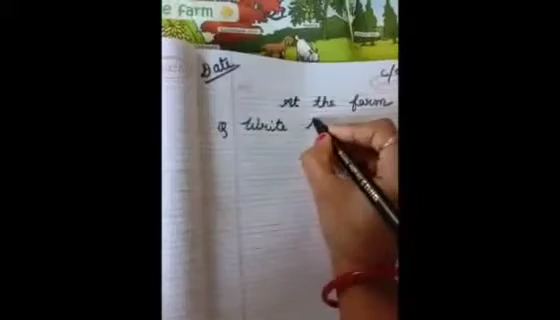 e farm
Date
C/
At the farm
Q Write